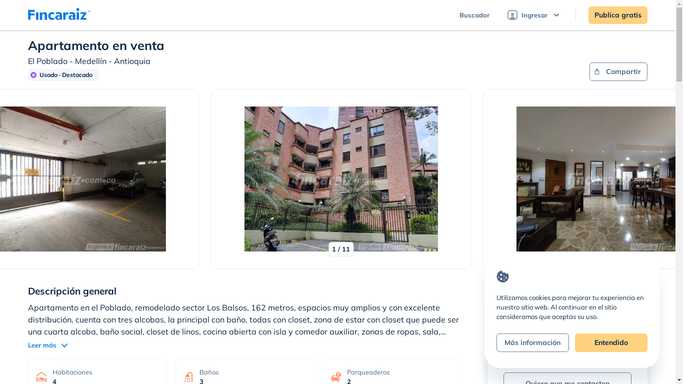 Fincaraiz
Buscador
Ingresar
Publica gratis
Apartamento en venta
El Poblado - Medellín - Antioquia
Usado - Destacado
Compartir
fincaraiz
1 / 11
Descripción general
Apartamento en el Poblado, remodelado sector Los Balsos, 162 metros, espacios muy amplios y con excelente
distribución, cuenta con tres alcobas, la principal con baño, todas con closet, zona de estar con closet que puede ser
una cuarta alcoba, baño social, closet de linos, cocina abierta con isla y comedor auxiliar, zonas de ropas, sala,...
Leer más
Habitaciones
4
Baños
3
Parqueaderos
2
Utilizamos cookies para mejorar tu experiencia en
nuestro sitio web. Al continuar en el sitio
consideramos que aceptas su uso.
Más información
Entendido
Quiero que me contacten